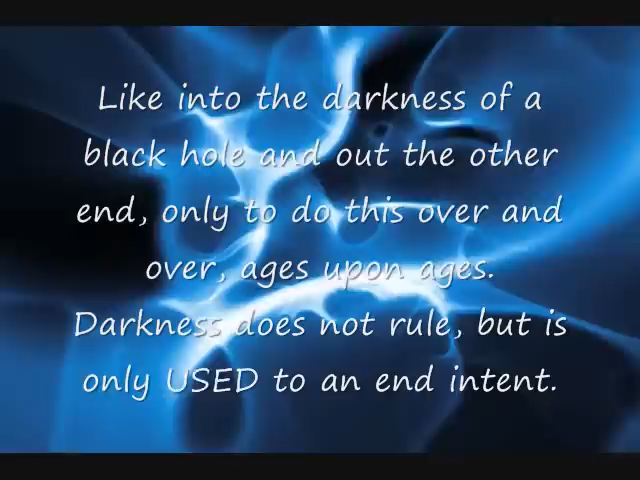 Like into the darkness of a
black hole and out the other
end, only to do this over and
over, ages upon ages.
Darkness does not rule, but is
only USED to an end intent.